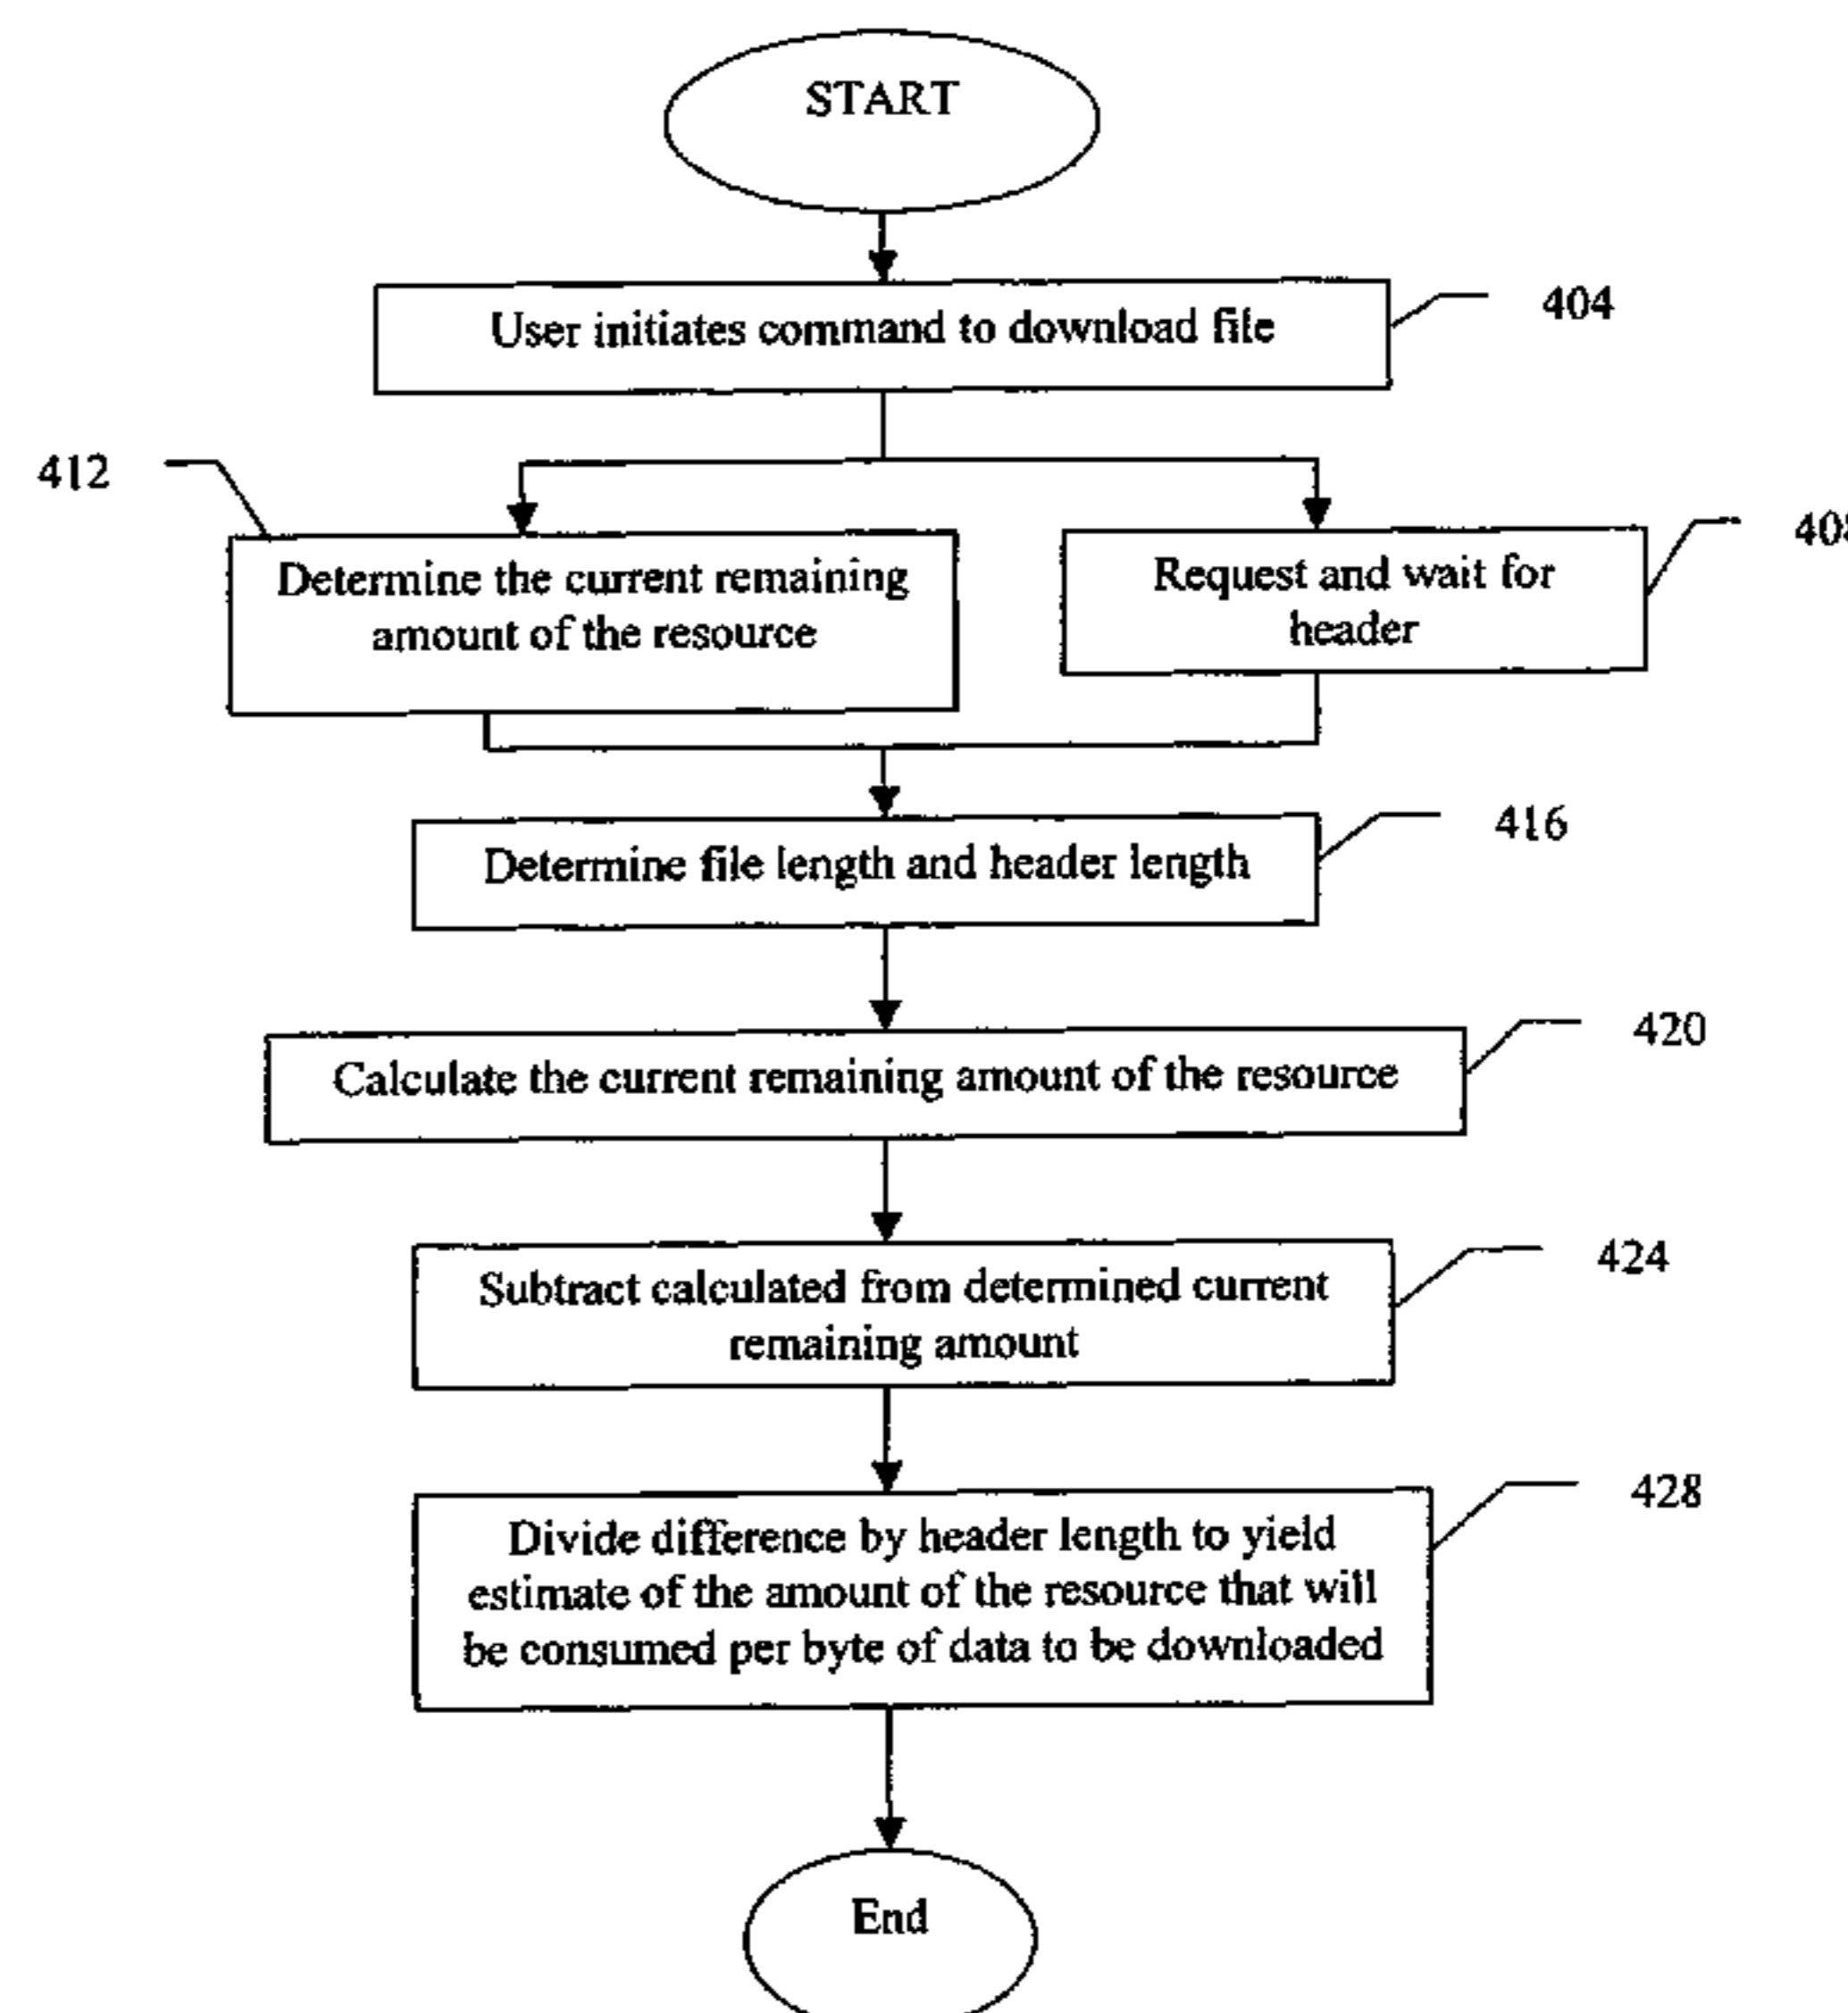 START
User initiates command to download file
404
412
Determine the current remaining
amount of the resource
Request and wait for
header
Determine file length and header length
416
Calculate the current remaining amount of the resource
420
Subtract calculated from determined current
remaining amount
424
Divide difference by header length to yield
estimate of the amount of the resource that will
be consumed per byte of data to be downloaded
428
End